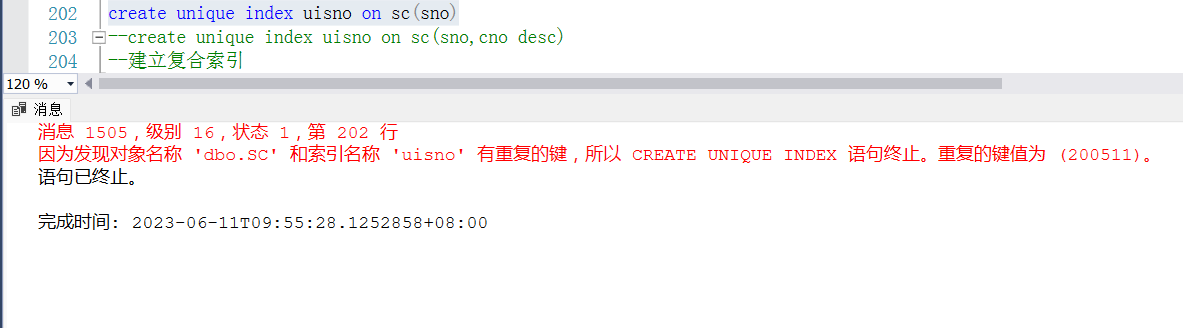 202 create unique index uisno on sc(sno)
203 --create unique index uisno on sc(sno,cno desc)
204 --建立复合索引
120 %
消息
消息 1505，级别 16，状态 1，第 202 行
因为发现对象名称 'dbo.SC' 和索引名称 'uisno' 有重复的键，所以 CREATE UNIQUE INDEX 语句终止。重复的键值为 (200511)。
语句已终止。
完成时间: 2023-06-11T09:55:28.1252858+08:00